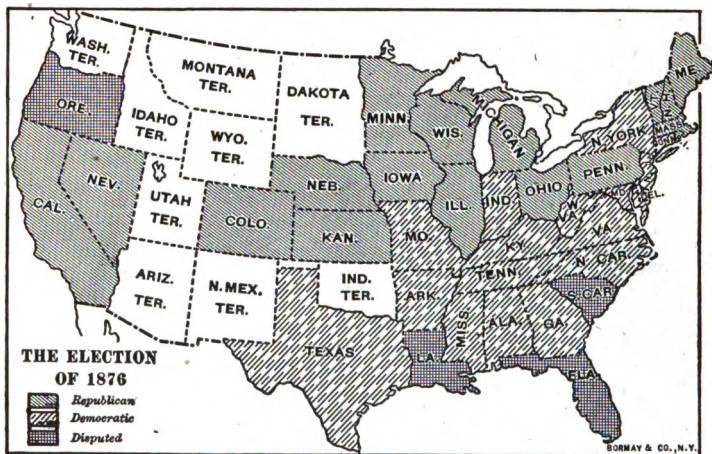 WASH.
TER.
MONTANA
TER.
DAKOTA
TER.
MINN.
ORE.
IDAHO
TER.
WYO.
TER.
WIS.
MICHIGAN
ME.
N.YORK
MASS.
CONN.
NEV.
CAL.
UTAH
TER.
COLO.
NEB.
KAN.
IOWA
ILL.
IND.
OHIO
PENN.
DEL.
W.
VA.
VA.
MO.
KY.
ARIZ.
TER.
N.MEX.
TER.
IND.
TER.
ARK.
TENN.
N. CAR.
S.CAR.
MISS.
ALA.
GA.
TEXAS
LA.
FLA.
THE ELECTION
OF 1876
Republican
Democratic
Disputed
BORMAY & CO., N.Y.